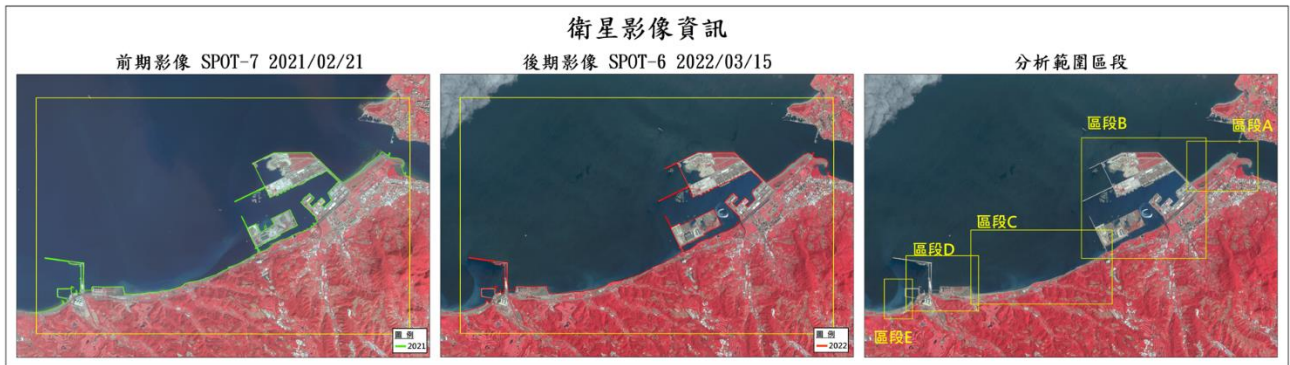 衛星影像資訊
前期影像 SPOT-7 2021/02/21
後期影像 SPOT-6 2022/03/15
分析範圍區段
圖 例
2021
圖 例
2022
區段A
區段B
區段C
區段D
區段E